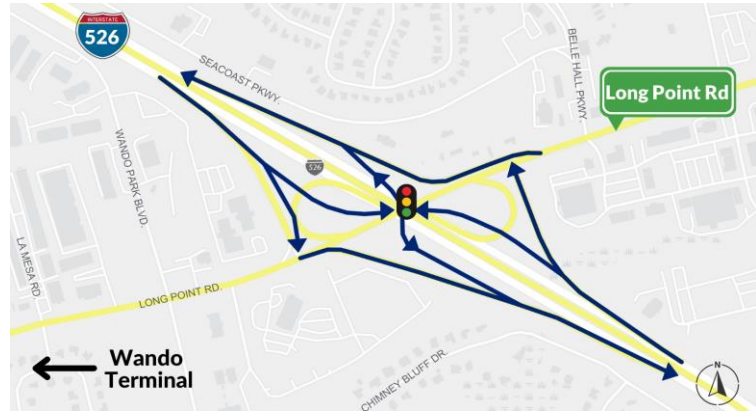 INTERSTATE
526
SEACOAST PKWY.
BELLE HALL PKWY.
Long Point Rd
WANDO PARK BLVD.
526
LA MESA RD.
LONG POINT RD.
Wando
Terminal
CHIMNEY BLUFF DR.
N